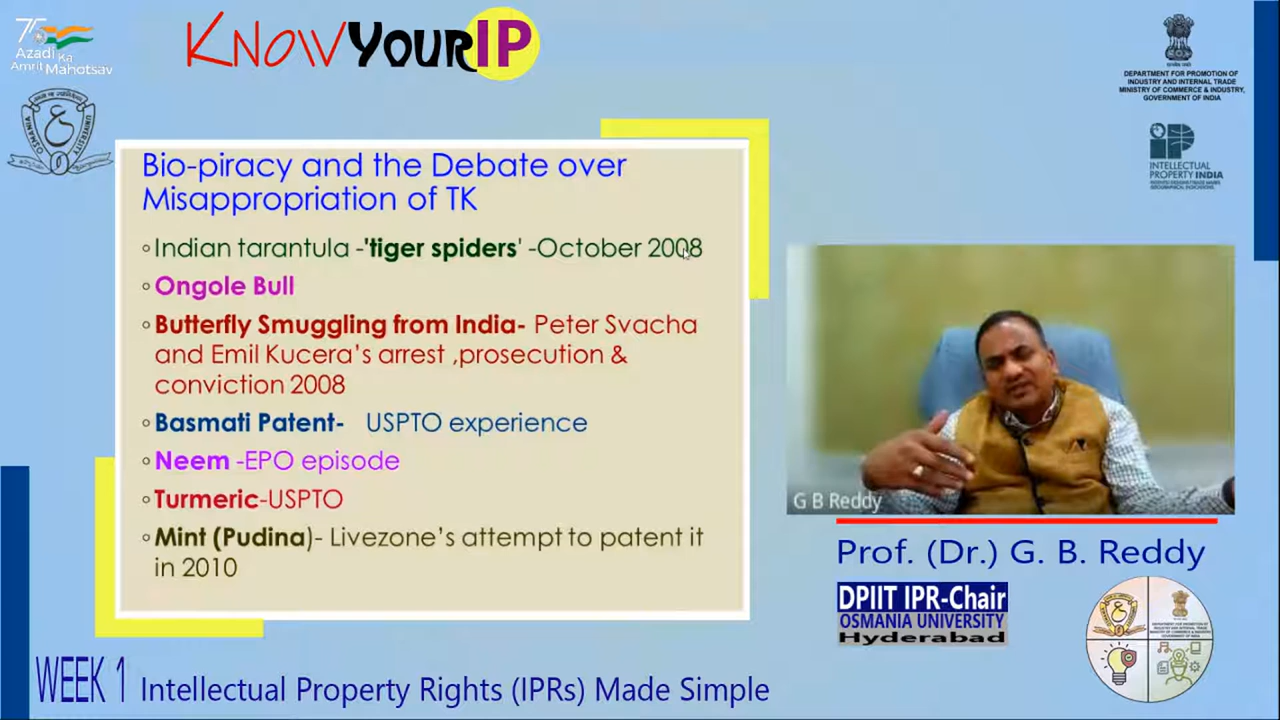 75
Azadi
Ka
Amrit Mahotsav
KNOW YOUR IP
DEPARTMENT FOR PROMOTION OF
INDUSTRY AND INTERNAL TRADE
MINISTRY OF COMMERCE & INDUSTRY,
GOVERNMENT OF INDIA
OSMANIA UNIVERSITY
INTELLECTUAL
PROPERTY INDIA
Bio-piracy and the Debate over
Misappropriation of TK
◦Indian tarantula -'tiger spiders' -October 2008
◦Ongole Bull
◦Butterfly Smuggling from India- Peter Svacha
and Emil Kucera's arrest ,prosecution &
conviction 2008
◦Basmati Patent- USPTO experience
◦Neem -EPO episode
◦Turmeric-USPTO
◦Mint (Pudina)- Livezone's attempt to patent it
in 2010
G B Reddy
Prof. (Dr.) G. B. Reddy
DPIIT IPR-Chair
OSMANIA UNIVERSITY
Hyderabad
WEEK 1 Intellectual Property Rights (IPRs) Made Simple